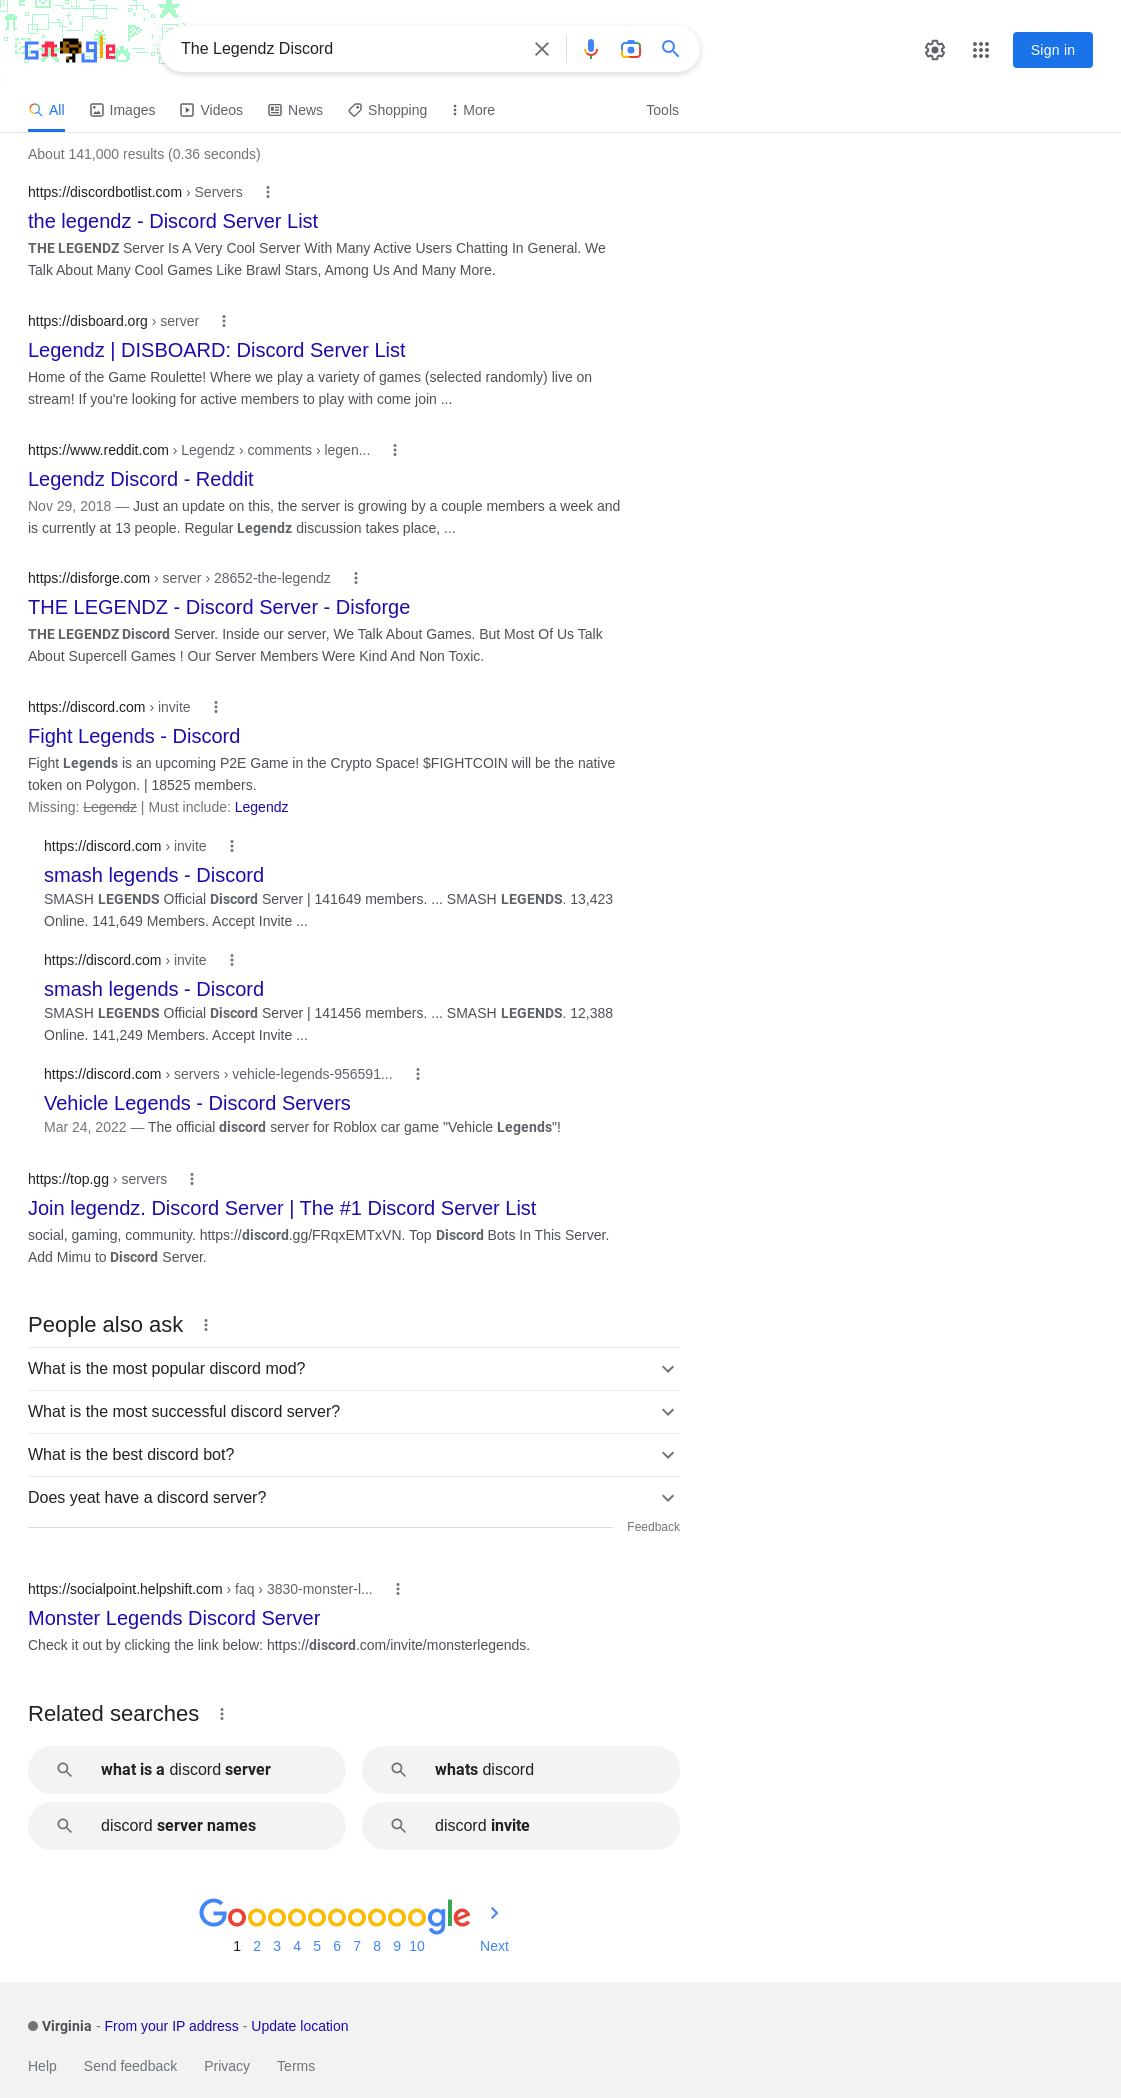 Google
The Legendz Discord
Sign in
All Images Videos News Shopping More Tools
About 141,000 results (0.36 seconds)
https://discordbotlist.com › Servers
the legendz - Discord Server List
THE LEGENDZ Server Is A Very Cool Server With Many Active Users Chatting In General. We
Talk About Many Cool Games Like Brawl Stars, Among Us And Many More.
https://disboard.org › server
Legendz | DISBOARD: Discord Server List
Home of the Game Roulette! Where we play a variety of games (selected randomly) live on
stream! If you're looking for active members to play with come join ...
https://www.reddit.com › Legendz › comments › legen...
Legendz Discord - Reddit
Nov 29, 2018 — Just an update on this, the server is growing by a couple members a week and
is currently at 13 people. Regular Legendz discussion takes place, ...
https://disforge.com › server › 28652-the-legendz
THE LEGENDZ - Discord Server - Disforge
THE LEGENDZ Discord Server. Inside our server, We Talk About Games. But Most Of Us Talk
About Supercell Games ! Our Server Members Were Kind And Non Toxic.
https://discord.com › invite
Fight Legends - Discord
Fight Legends is an upcoming P2E Game in the Crypto Space! $FIGHTCOIN will be the native
token on Polygon. | 18525 members.
Missing: Legendz | Must include: Legendz
https://discord.com › invite
smash legends - Discord
SMASH LEGENDS Official Discord Server | 141649 members. ... SMASH LEGENDS. 13,423
Online. 141,649 Members. Accept Invite ...
https://discord.com › invite
smash legends - Discord
SMASH LEGENDS Official Discord Server | 141456 members. ... SMASH LEGENDS. 12,388
Online. 141,249 Members. Accept Invite ...
https://discord.com › servers › vehicle-legends-956591...
Vehicle Legends - Discord Servers
Mar 24, 2022 — The official discord server for Roblox car game "Vehicle Legends"!
https://top.gg › servers
Join legendz. Discord Server | The #1 Discord Server List
social, gaming, community. https://discord.gg/FRqxEMTxVN. Top Discord Bots In This Server.
Add Mimu to Discord Server.
People also ask
What is the most popular discord mod?
What is the most successful discord server?
What is the best discord bot?
Does yeat have a discord server?
Feedback
https://socialpoint.helpshift.com › faq › 3830-monster-l...
Monster Legends Discord Server
Check it out by clicking the link below: https://discord.com/invite/monsterlegends.
Related searches
what is a discord server
whats discord
discord server names
discord invite
Goooooooooogle
1 2 3 4 5 6 7 8 9 10 Next
Virginia - From your IP address - Update location
Help Send feedback Privacy Terms